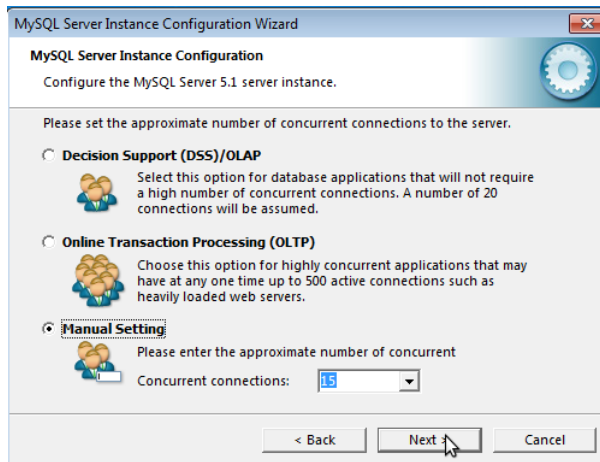 MySQL Server Instance Configuration Wizard
MySQL Server Instance Configuration
Configure the MySQL Server 5.1 server instance.
Please set the approximate number of concurrent connections to the server.
Decision Support (DSS)/OLAP
Select this option for database applications that will not require
a high number of concurrent connections. A number of 20
connections will be assumed.
Online Transaction Processing (OLTP)
Choose this option for highly concurrent applications that may
have at any one time up to 500 active connections such as
heavily loaded web servers.
Manual Setting
Please enter the approximate number of concurrent
Concurrent connections: 15
< Back Next > Cancel